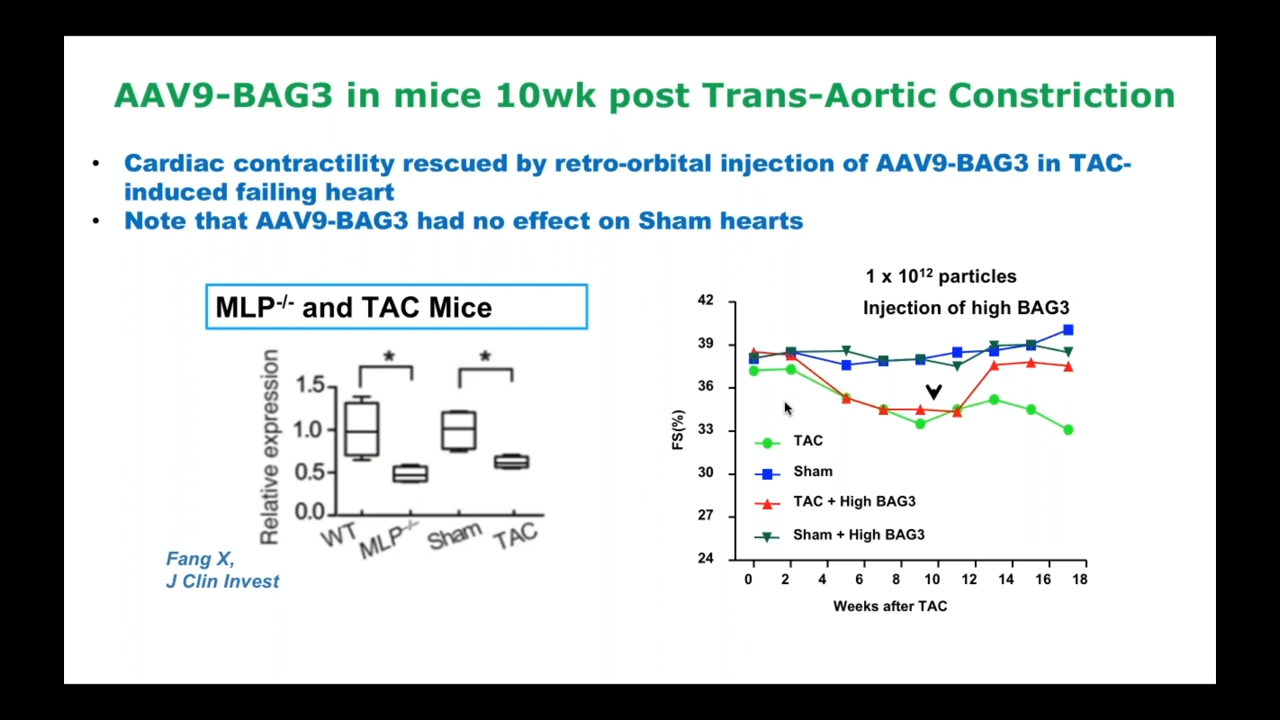 AAV9-BAG3 in mice 10wk post Trans-Aortic Constriction
• Cardiac contractility rescued by retro-orbital injection of AAV9-BAG3 in TAC-
induced failing heart
• Note that AAV9-BAG3 had no effect on Sham hearts
MLP-/- and TAC Mice
Relative expression
* *
1.5
1.0
0.5
0.0
WT MLP-/- Sham TAC
Fang X,
J Clin Invest
1 x 10¹² particles
Injection of high BAG3
FS(%)
42
39
36
33
30
27
24
TAC
Sham
TAC + High BAG3
Sham + High BAG3
0 2 4 6 8 10 12 14 16 18
Weeks after TAC